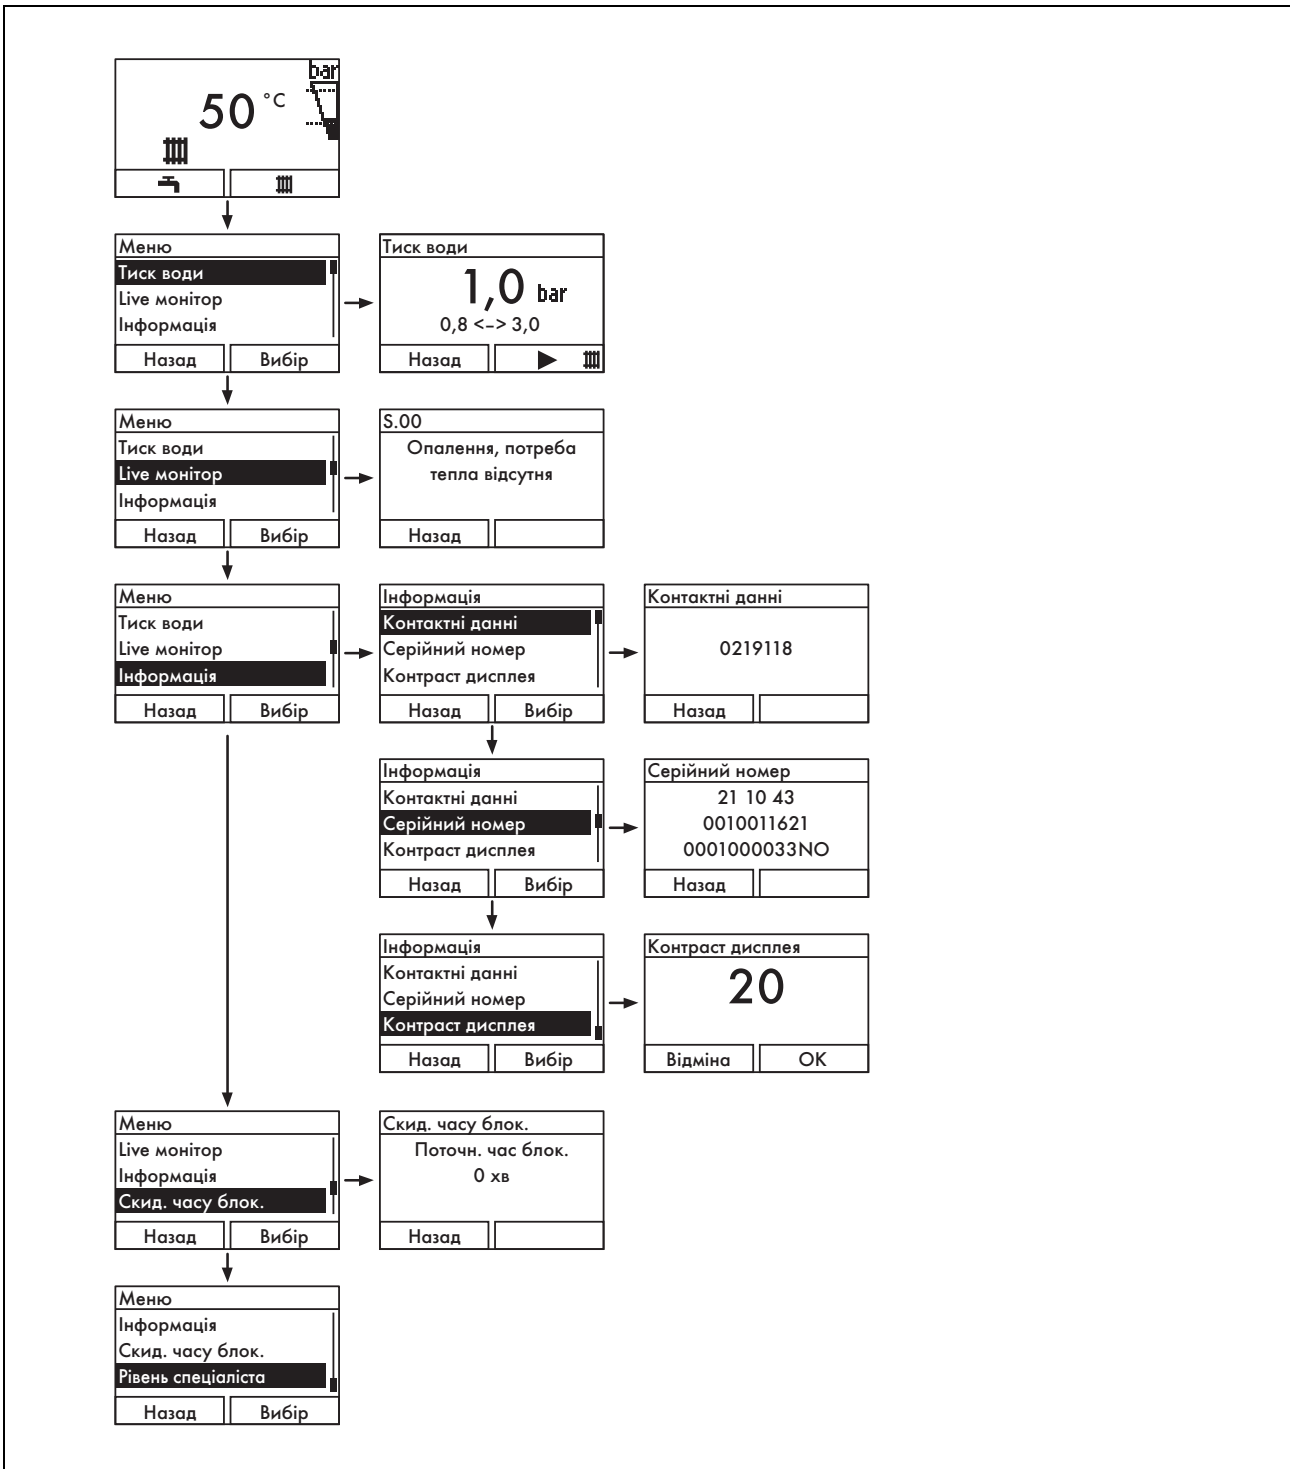 bar
50 °C
Меню
Тиск води
Live монітор
Інформація
Назад Вибір
Тиск води
1,0 bar
0,8 <-> 3,0
Назад
Меню
Тиск води
Live монітор
Інформація
Назад Вибір
S.00
Опалення, потреба
тепла відсутня
Назад
Меню
Тиск води
Live монітор
Інформація
Назад Вибір
Інформація
Контактні данні
Серійний номер
Контраст дисплея
Назад Вибір
Контактні данні
0219118
Назад
Інформація
Контактні данні
Серійний номер
Контраст дисплея
Назад Вибір
Серійний номер
21 10 43
0010011621
0001000033NO
Назад
Інформація
Контактні данні
Серійний номер
Контраст дисплея
Назад Вибір
Контраст дисплея
20
Відміна OK
Меню
Live монітор
Інформація
Скид. часу блок.
Назад Вибір
Скид. часу блок.
Поточн. час блок.
0 хв
Назад
Меню
Інформація
Скид. часу блок.
Рівень спеціаліста
Назад Вибір